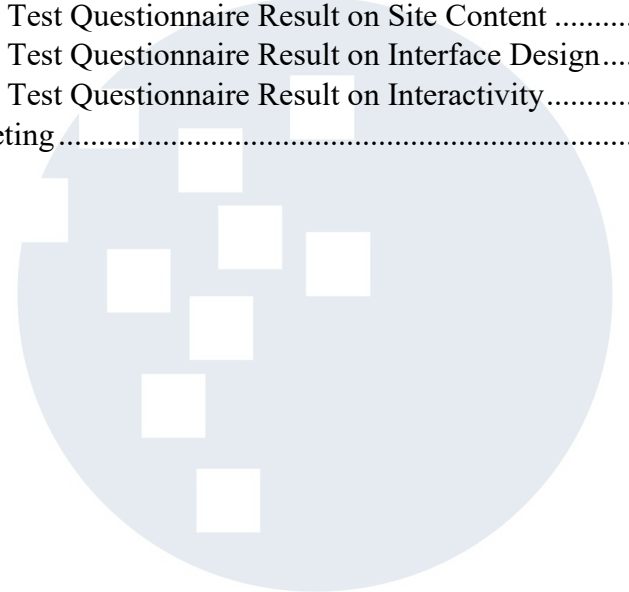 Test Questionnaire Result on Site Content ..........
Test Questionnaire Result on Interface Design....
Test Questionnaire Result on Interactivity...........
eting.......................................................................